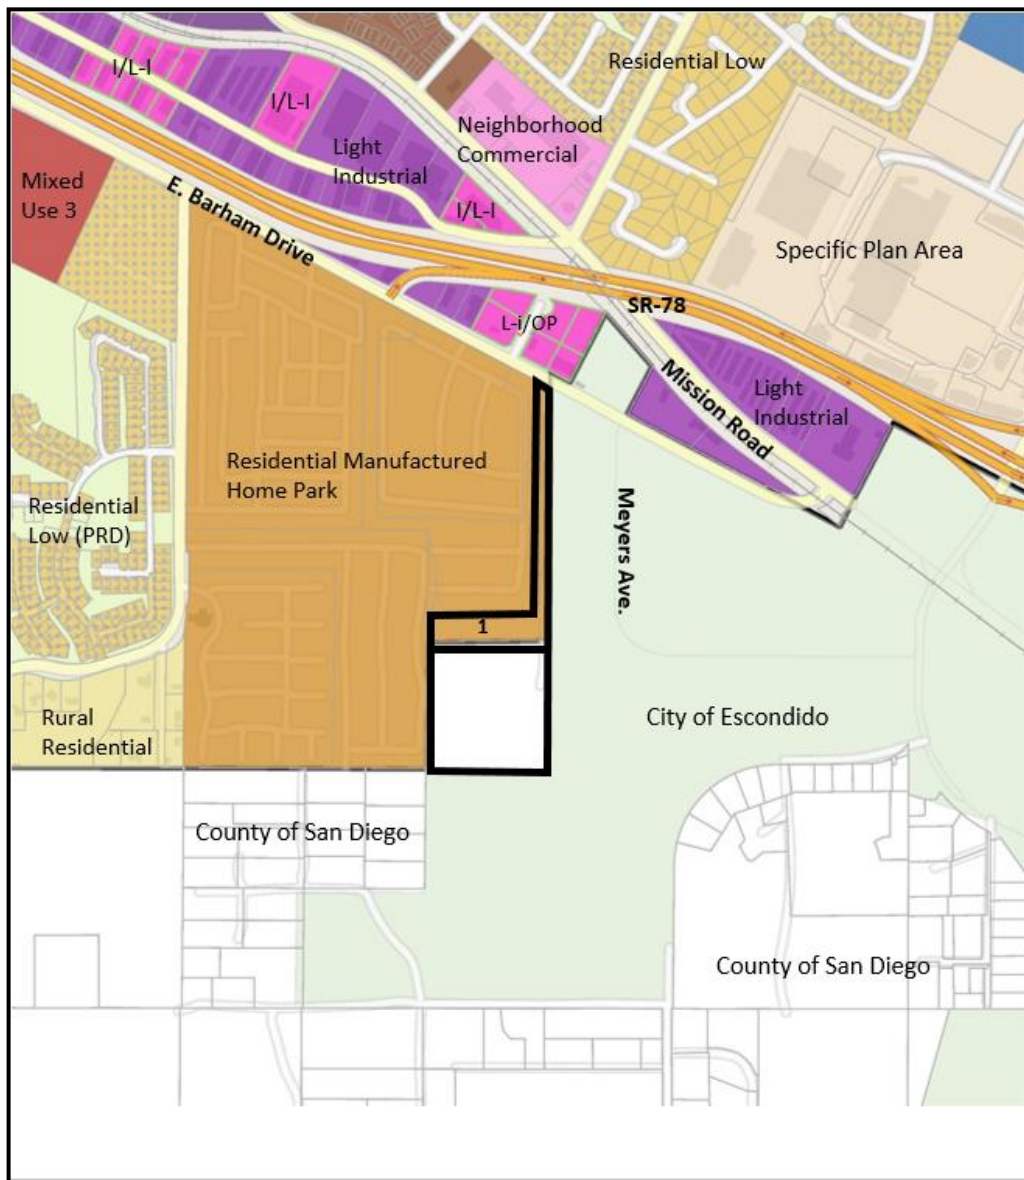 Residential Low
I/L-I
I/L-I
Neighborhood
Commercial
Light
Industrial
Mixed
Use 3
I/L-I
E. Barham Drive
Specific Plan Area
SR-78
L-i/OP
Mission Road
Light
Industrial
Residential Manufactured
Home Park
Residential
Low (PRD)
Meyers Ave.
1
Rural
Residential
City of Escondido
County of San Diego
County of San Diego